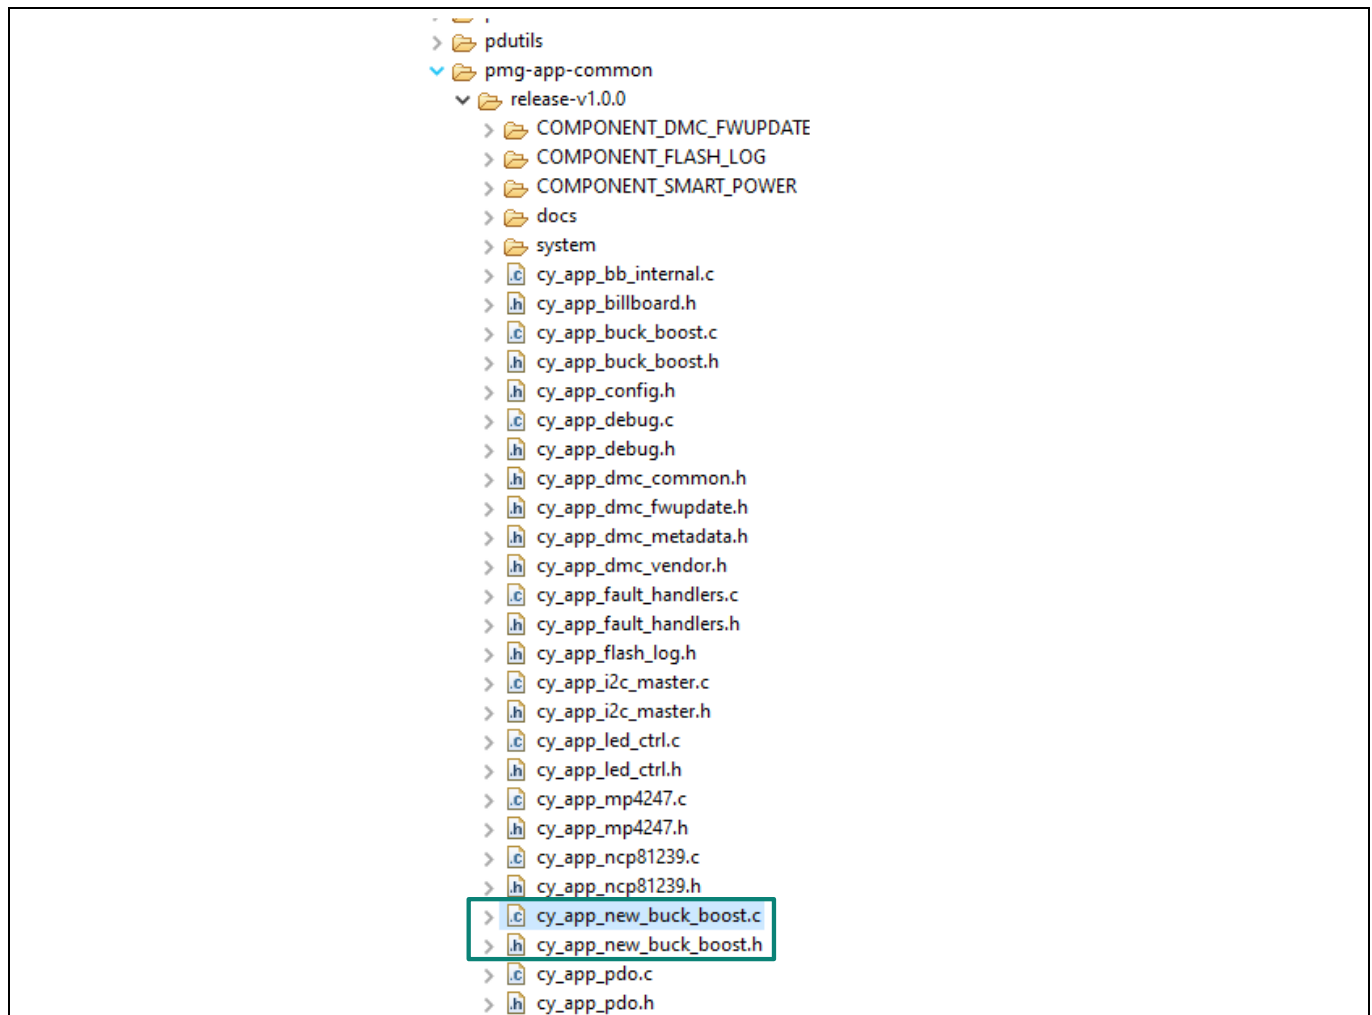 pdutils
pmg-app-common
release-v1.0.0
COMPONENT_DMC_FWUPDATE
COMPONENT_FLASH_LOG
COMPONENT_SMART_POWER
docs
system
.c cy_app_bb_internal.c
.h cy_app_billboard.h
.c cy_app_buck_boost.c
.h cy_app_buck_boost.h
.h cy_app_config.h
.c cy_app_debug.c
.h cy_app_debug.h
.h cy_app_dmc_common.h
.h cy_app_dmc_fwupdate.h
.h cy_app_dmc_metadata.h
.h cy_app_dmc_vendor.h
.c cy_app_fault_handlers.c
.h cy_app_fault_handlers.h
.h cy_app_flash_log.h
.c cy_app_i2c_master.c
.h cy_app_i2c_master.h
.c cy_app_led_ctrl.c
.h cy_app_led_ctrl.h
.c cy_app_mp4247.c
.h cy_app_mp4247.h
.c cy_app_ncp81239.c
.h cy_app_ncp81239.h
.c cy_app_new_buck_boost.c
.h cy_app_new_buck_boost.h
.c cy_app_pdo.c
.h cy_app_pdo.h